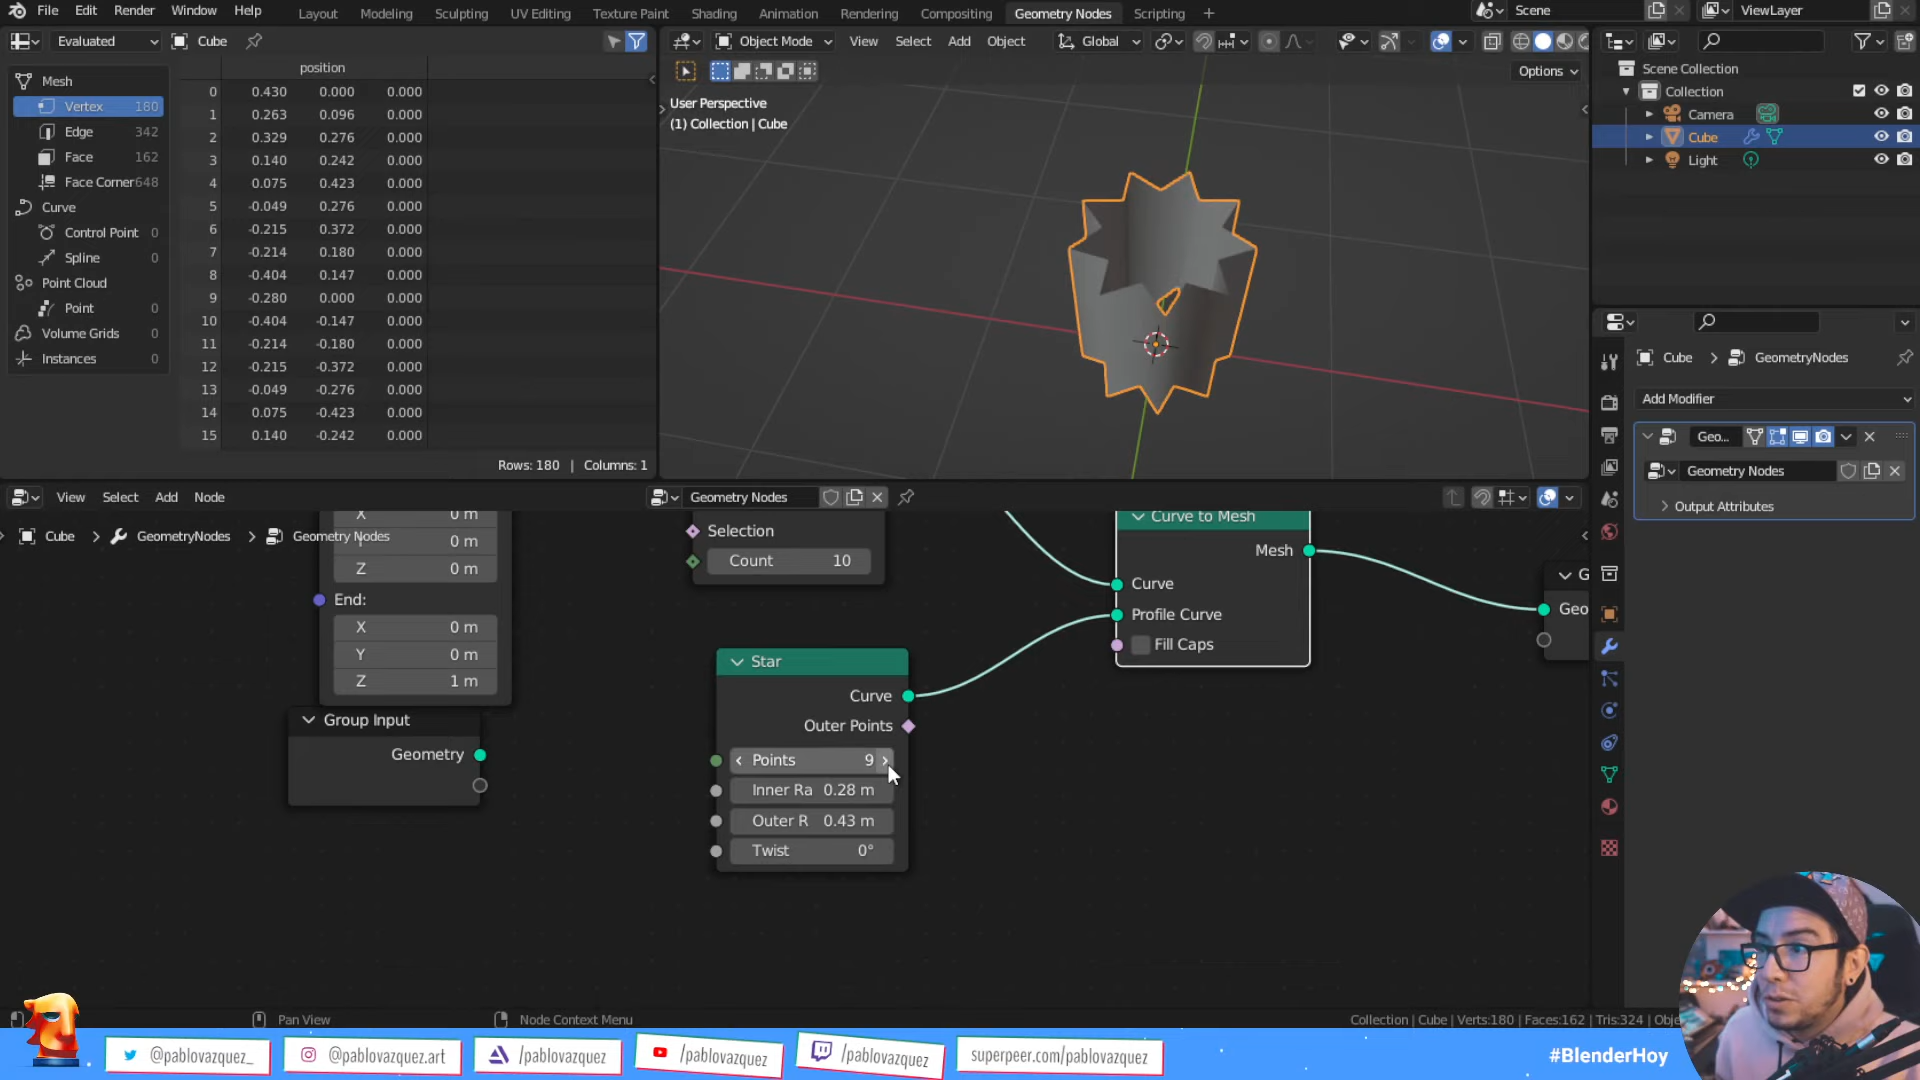 File Edit Render Window Help Layout Modeling Sculpting UV Editing Texture Paint Shading Animation Rendering Compositing Geometry Nodes Scripting + Scene ViewLayer
Evaluated Cube
Object Mode View Select Add Object Global
Options
position
Mesh
Vertex 180
Edge 342
Face 162
Face Corner 648
Curve
Control Point 0
Spline 0
Point Cloud
Point 0
Volume Grids 0
Instances 0
0 0.430 0.000 0.000
1 0.263 0.096 0.000
2 0.329 0.276 0.000
3 0.140 0.242 0.000
4 0.075 0.423 0.000
5 -0.049 0.276 0.000
6 -0.215 0.372 0.000
7 -0.214 0.180 0.000
8 -0.404 0.147 0.000
9 -0.280 0.000 0.000
10 -0.404 -0.147 0.000
11 -0.214 -0.180 0.000
12 -0.215 -0.372 0.000
13 -0.049 -0.276 0.000
14 0.075 -0.423 0.000
15 0.140 -0.242 0.000
Rows: 180 | Columns: 1
User Perspective
(1) Collection | Cube
Scene Collection
Collection
Camera
Cube
Light
Cube > GeometryNodes
Add Modifier
Geo...
Geometry Nodes
Output Attributes
View Select Add Node Geometry Nodes
Cube > GeometryNodes > Geometry Nodes
X 0 m
Y 0 m
Z 0 m
End:
X 0 m
Y 0 m
Z 1 m
Group Input
Geometry
Selection
Count 10
Star
Curve
Outer Points
Points 9
Inner Ra 0.28 m
Outer R 0.43 m
Twist 0°
Curve to Mesh
Mesh
Curve
Profile Curve
Fill Caps
G
Geo
Pan View
Node Context Menu
Collection | Cube | Verts:180 | Faces:162 | Tris:324 | Obje
@pablovazquez_
@pablovazquez.art
/pablovazquez
/pablovazquez
/pablovazquez
superpeer.com/pablovazquez
#BlenderHoy